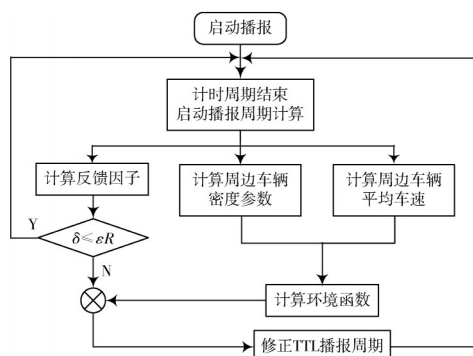 启动播报
计时周期结束
启动播报周期计算
计算反馈因子
计算周边车辆
密度参数
计算周边车辆
平均车速
Y
δ≤εR
N
计算环境函数
修正TTL播报周期